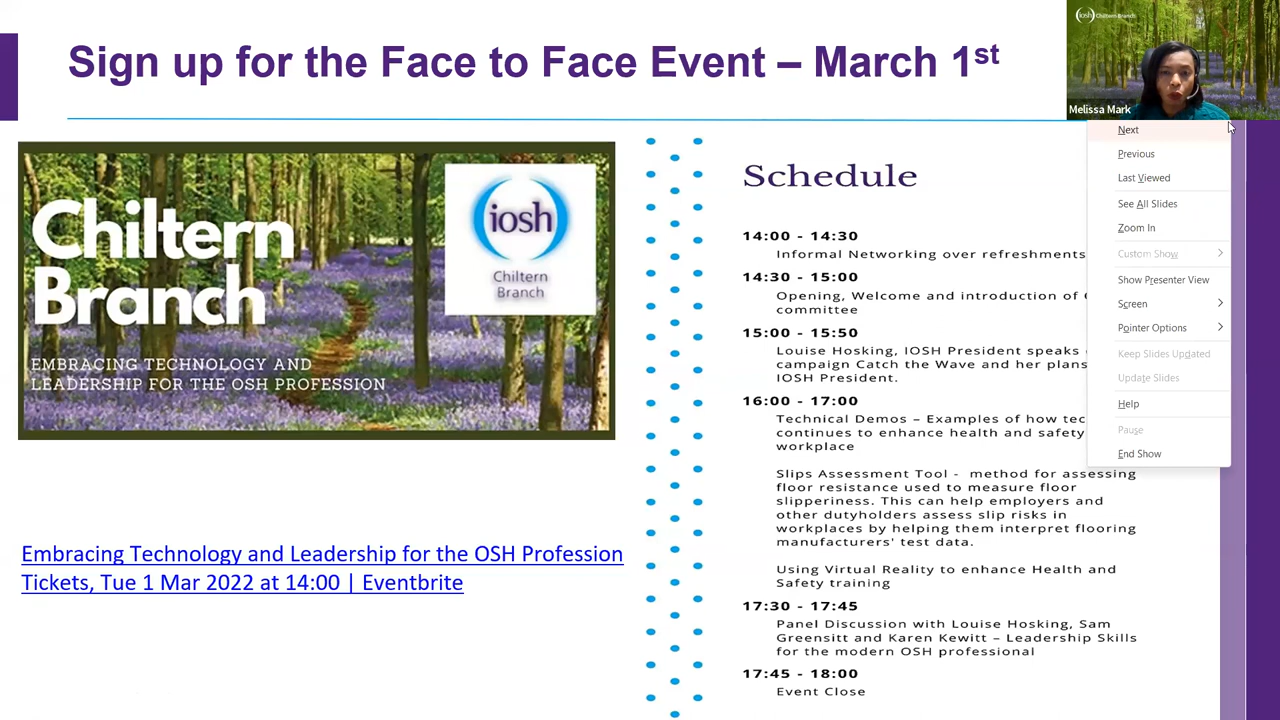 Sign up for the Face to Face Event – March 1st
iosh Chiltern Branch
Melissa Mark
Chiltern
Branch
EMBRACING TECHNOLOGY AND
LEADERSHIP FOR THE OSH PROFESSION
iosh
Chiltern
Branch
Embracing Technology and Leadership for the OSH Profession
Tickets, Tue 1 Mar 2022 at 14:00 | Eventbrite
Schedule
14:00 - 14:30
Informal Networking over refreshments
14:30 - 15:00
Opening, Welcome and introduction of
committee
15:00 - 15:50
Louise Hosking, IOSH President speaks
campaign Catch the Wave and her plans
IOSH President.
16:00 - 17:00
Technical Demos – Examples of how tec
continues to enhance health and safety
workplace
Slips Assessment Tool - method for assessing
floor resistance used to measure floor
slipperiness. This can help employers and
other dutyholders assess slip risks in
workplaces by helping them interpret flooring
manufacturers' test data.
Using Virtual Reality to enhance Health and
Safety training
17:30 - 17:45
Panel Discussion with Louise Hosking, Sam
Greensitt and Karen Kewitt – Leadership Skills
for the modern OSH professional
17:45 - 18:00
Event Close
Next
Previous
Last Viewed
See All Slides
Zoom In
Custom Show
Show Presenter View
Screen
Pointer Options
Keep Slides Updated
Update Slides
Help
Pause
End Show